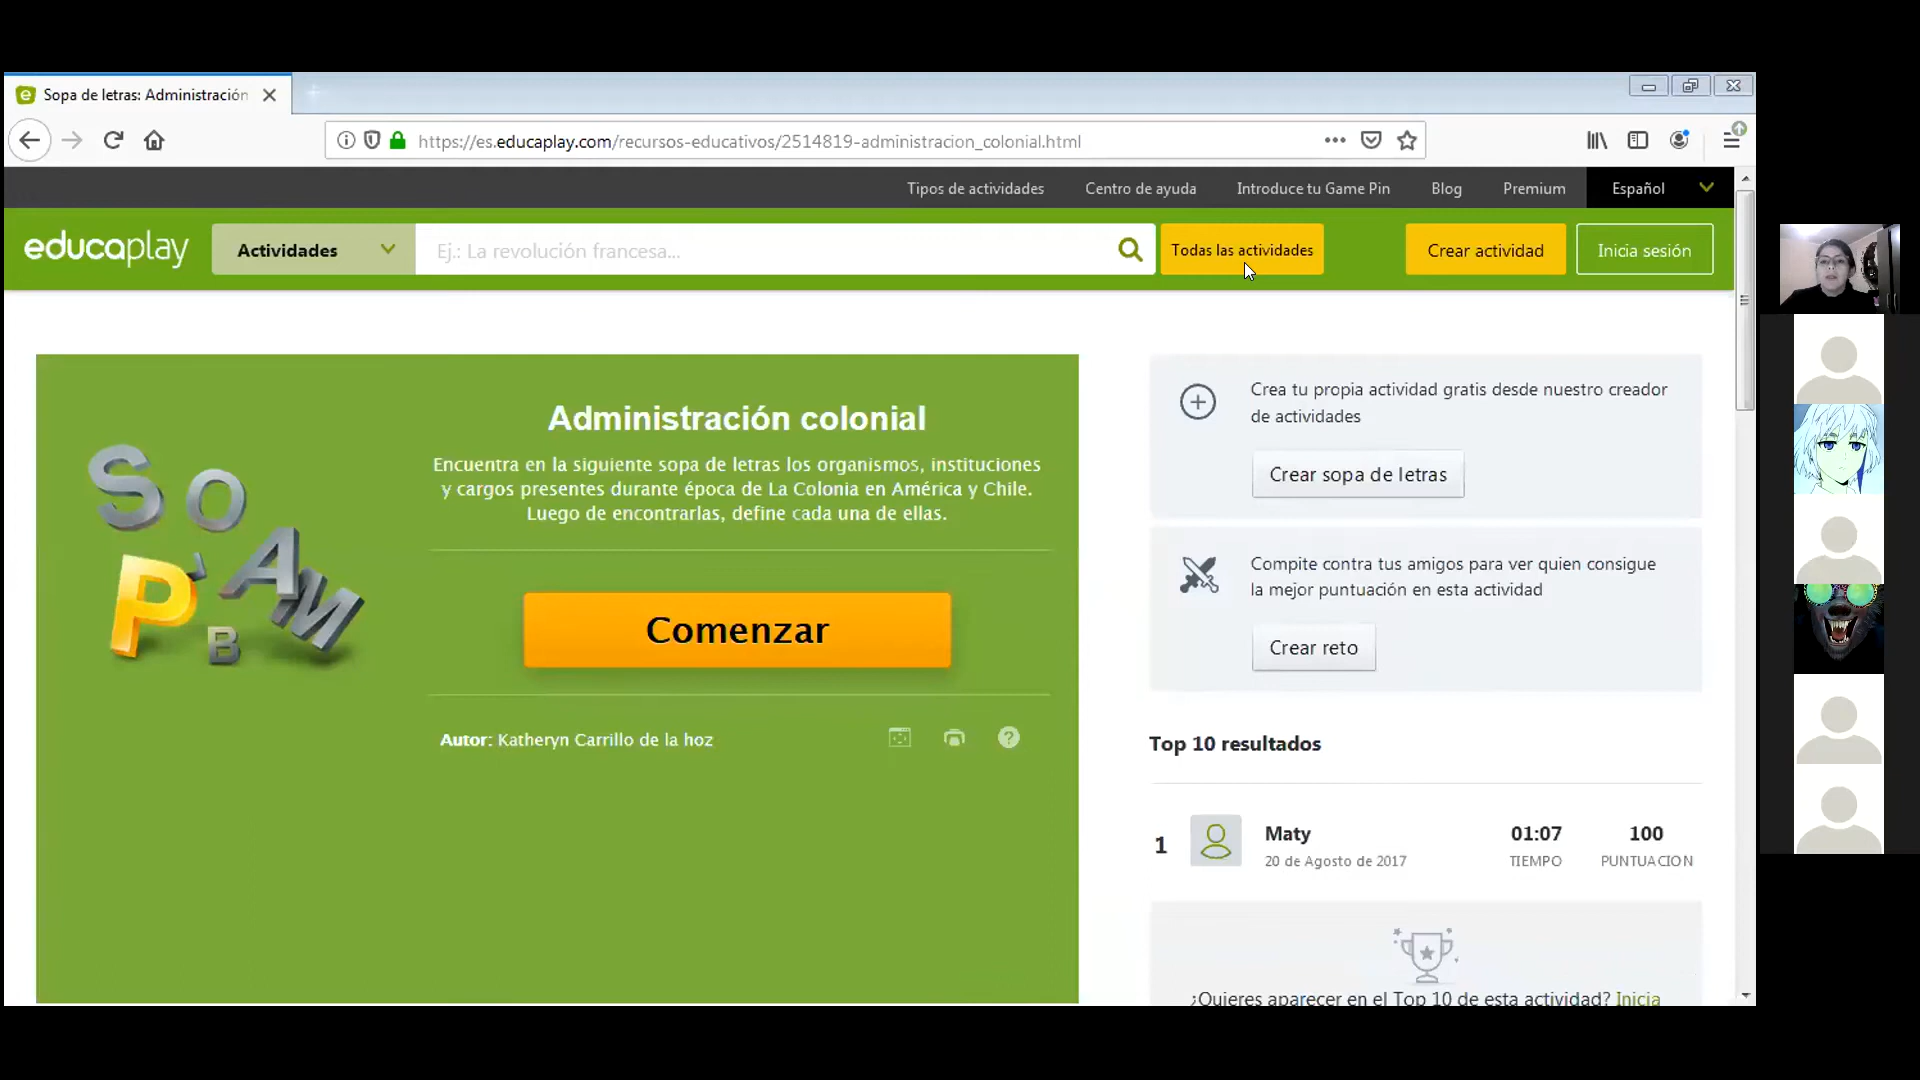 Sopa de letras: Administración
https://es.educaplay.com/recursos-educativos/2514819-administracion_colonial.html
Tipos de actividades
Centro de ayuda
Introduce tu Game Pin
Blog
Premium
Español
educaplay
Actividades
Ej.: La revolución francesa...
Todas las actividades
Crear actividad
Inicia sesión
SOPA
L
AM
B
Administración colonial
Encuentra en la siguiente sopa de letras los organismos, instituciones
y cargos presentes durante época de La Colonia en América y Chile.
Luego de encontrarlas, define cada una de ellas.
Comenzar
Autor: Katheryn Carrillo de la hoz
Crea tu propia actividad gratis desde nuestro creador
de actividades
Crear sopa de letras
Compite contra tus amigos para ver quien consigue
la mejor puntuación en esta actividad
Crear reto
Top 10 resultados
1
Maty
20 de Agosto de 2017
01:07
TIEMPO
100
PUNTUACION
¿Quieres aparecer en el Top 10 de esta actividad? Inicia